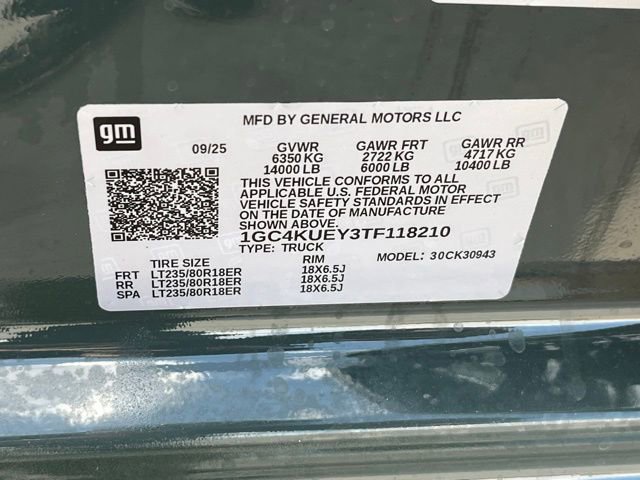 gm
MFD BY GENERAL MOTORS LLC
09/25 GVWR GAWR FRT GAWR RR
6350 KG 2722 KG 4717 KG
14000 LB 6000 LB 10400 LB
THIS VEHICLE CONFORMS TO ALL
APPLICABLE U.S. FEDERAL MOTOR
VEHICLE SAFETY STANDARDS IN EFFECT
ON THE DATE OF MANUFACTURE
SHOWN ABOVE.
1GC4KUEY3TF118210
TYPE: TRUCK MODEL: 30CK30943
TIRE SIZE RIM
FRT LT235/80R18ER 18X6.5J
RR LT235/80R18ER 18X6.5J
SPA LT235/80R18ER 18X6.5J